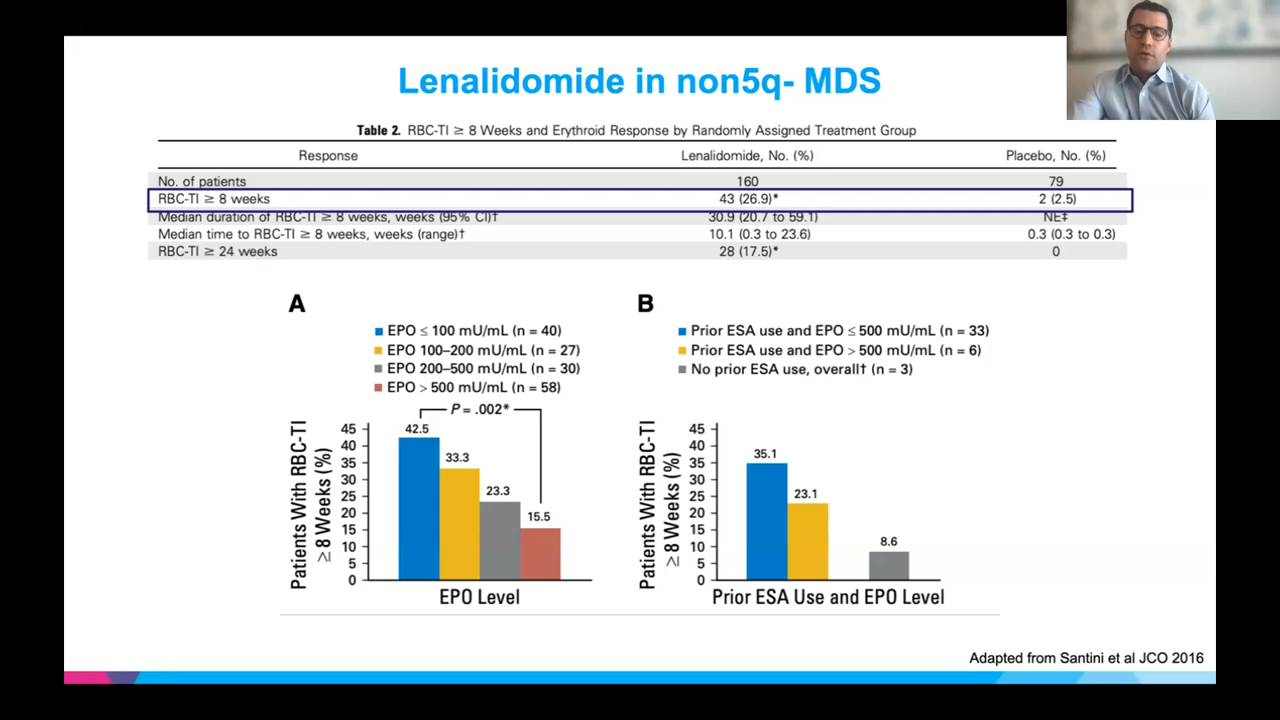 Lenalidomide in non5q- MDS
Table 2. RBC-TI ≥ 8 Weeks and Erythroid Response by Randomly Assigned Treatment Group
Response Lenalidomide, No. (%) Placebo, No. (%)
No. of patients 160 79
RBC-TI ≥ 8 weeks 43 (26.9)* 2 (2.5)
Median duration of RBC-TI ≥ 8 weeks, weeks (95% CI)† 30.9 (20.7 to 59.1) NE‡
Median time to RBC-TI ≥ 8 weeks, weeks (range)† 10.1 (0.3 to 23.6) 0.3 (0.3 to 0.3)
RBC-TI ≥ 24 weeks 28 (17.5)* 0
A
EPO ≤ 100 mU/mL (n = 40)
EPO 100–200 mU/mL (n = 27)
EPO 200–500 mU/mL (n = 30)
EPO > 500 mU/mL (n = 58)
P = .002*
Patients With RBC-TI
≥ 8 Weeks (%)
45
40
35
30
25
20
15
10
5
0
42.5
33.3
23.3
15.5
EPO Level
B
Prior ESA use and EPO ≤ 500 mU/mL (n = 33)
Prior ESA use and EPO > 500 mU/mL (n = 6)
No prior ESA use, overall† (n = 3)
Patients With RBC-TI
≥ 8 Weeks (%)
45
40
35
30
25
20
15
10
5
0
35.1
23.1
8.6
Prior ESA Use and EPO Level
Adapted from Santini et al JCO 2016